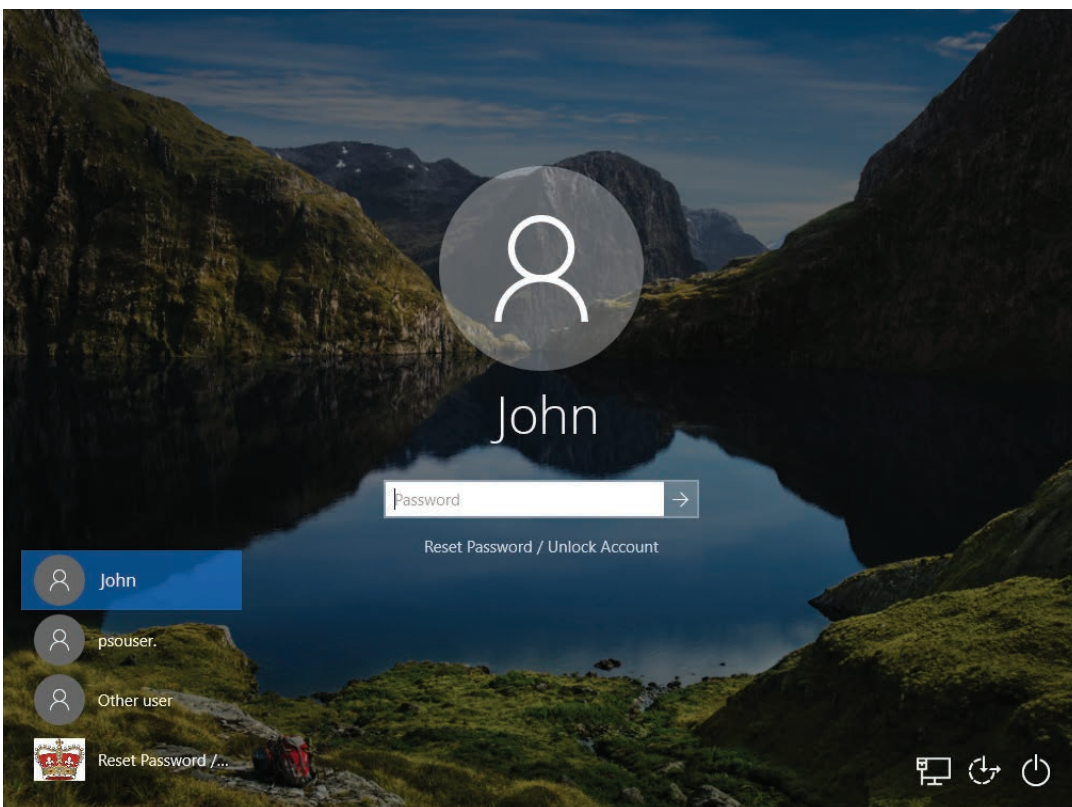 John
Password
Reset Password / Unlock Account
John
psouser.
Other user
Reset Password /...